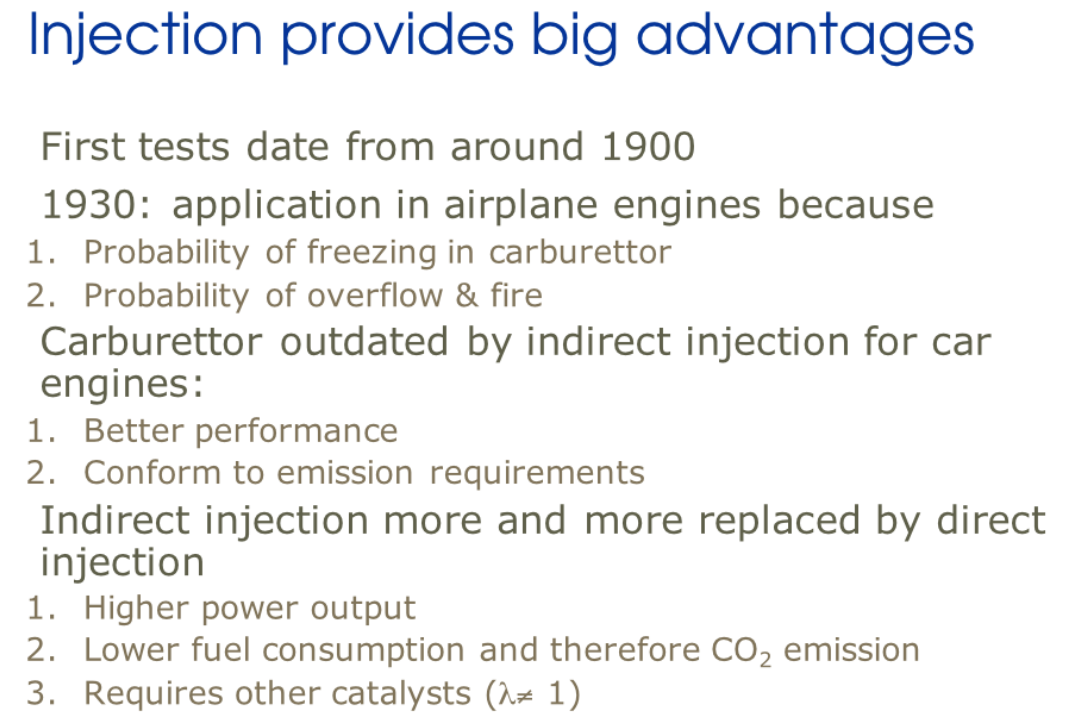 Injection provides big advantages
First tests date from around 1900
1930: application in airplane engines because
1. Probability of freezing in carburettor
2. Probability of overflow & fire
Carburettor outdated by indirect injection for car
engines:
1. Better performance
2. Conform to emission requirements
Indirect injection more and more replaced by direct
injection
1. Higher power output
2. Lower fuel consumption and therefore CO₂ emission
3. Requires other catalysts (λ≠ 1)